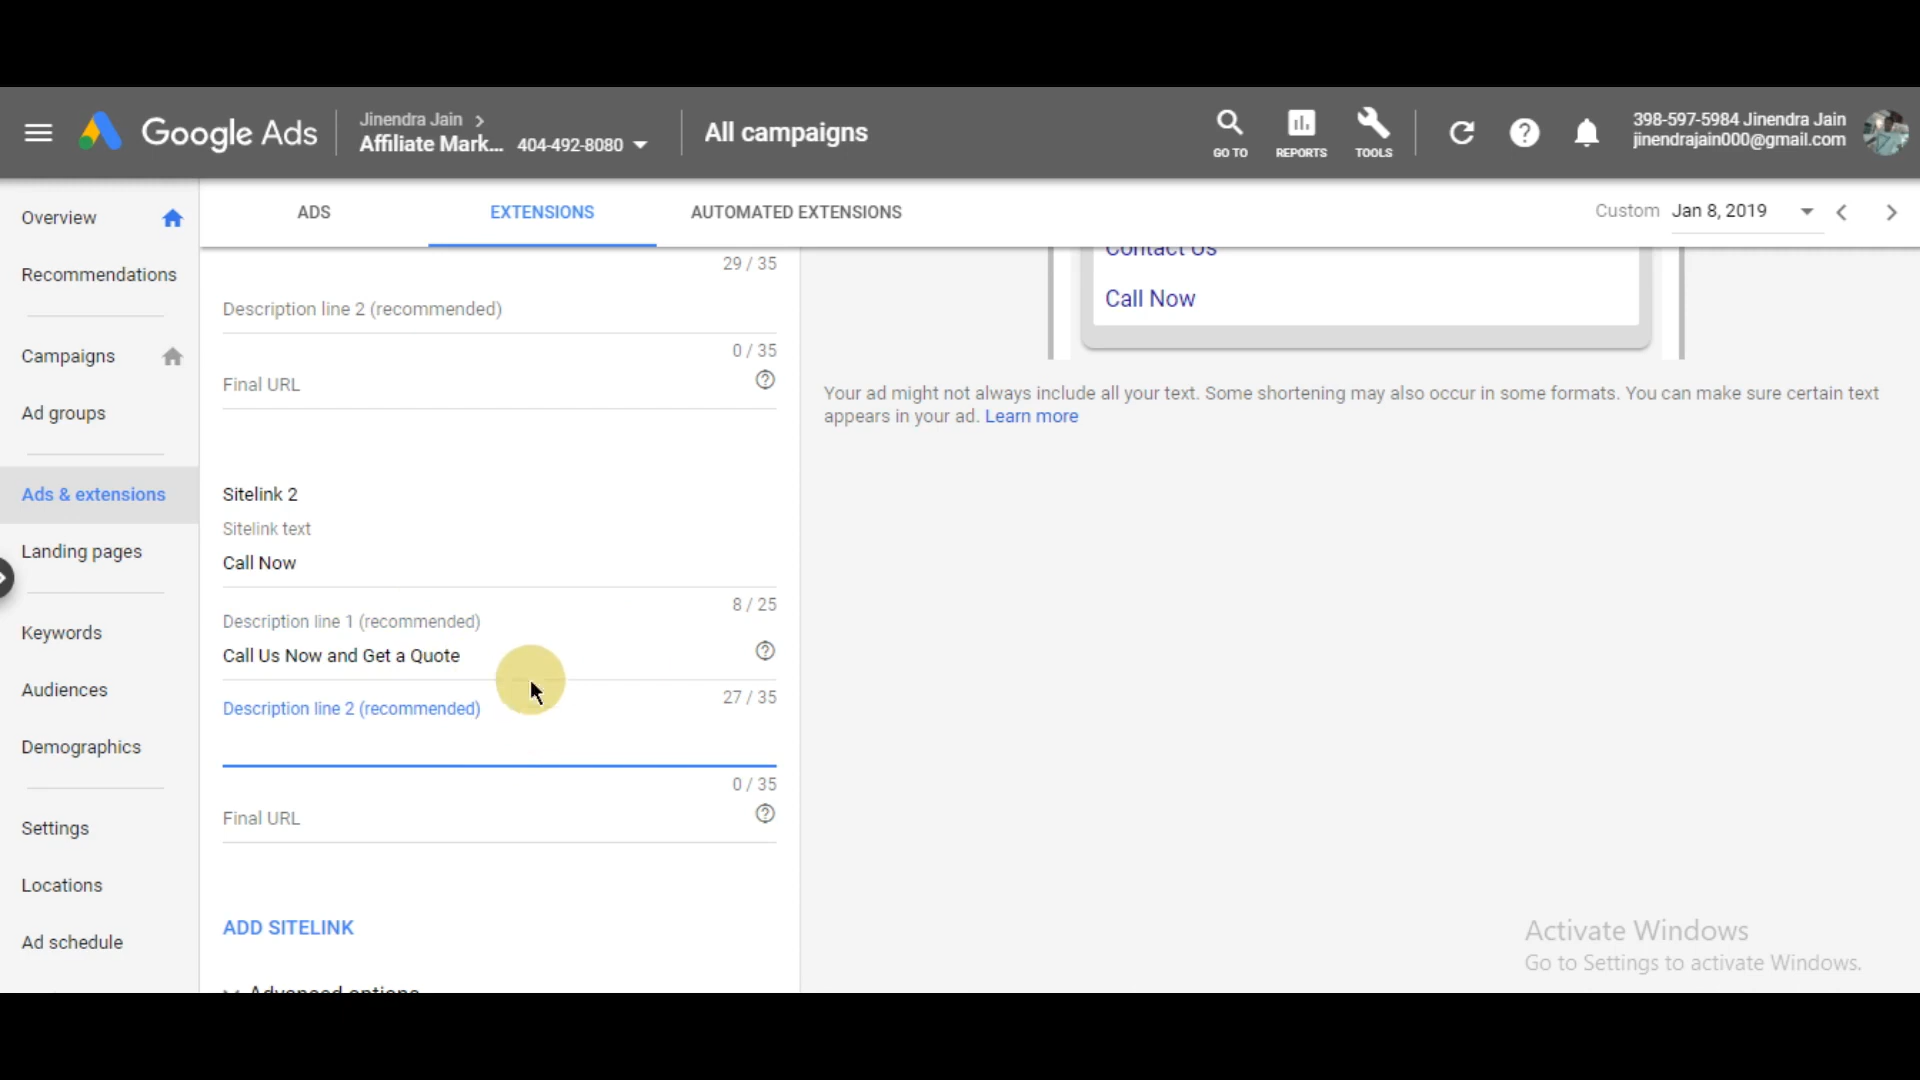 Google Ads
Jinendra Jain >
Affiliate Mark... 404-492-8080
All campaigns
GO TO
REPORTS
TOOLS
398-597-5984 Jinendra Jain
jinendrajain000@gmail.com
Overview
Recommendations
Campaigns
Ad groups
Ads & extensions
Landing pages
Keywords
Audiences
Demographics
Settings
Locations
Ad schedule
ADS
EXTENSIONS
AUTOMATED EXTENSIONS
Custom Jan 8, 2019
29 / 35
Description line 2 (recommended)
0 / 35
Final URL
Sitelink 2
Sitelink text
Call Now
8 / 25
Description line 1 (recommended)
Call Us Now and Get a Quote
27 / 35
Description line 2 (recommended)
0 / 35
Final URL
ADD SITELINK
Advanced options
Contact Us
Call Now
Your ad might not always include all your text. Some shortening may also occur in some formats. You can make sure certain text
appears in your ad. Learn more
Activate Windows
Go to Settings to activate Windows.